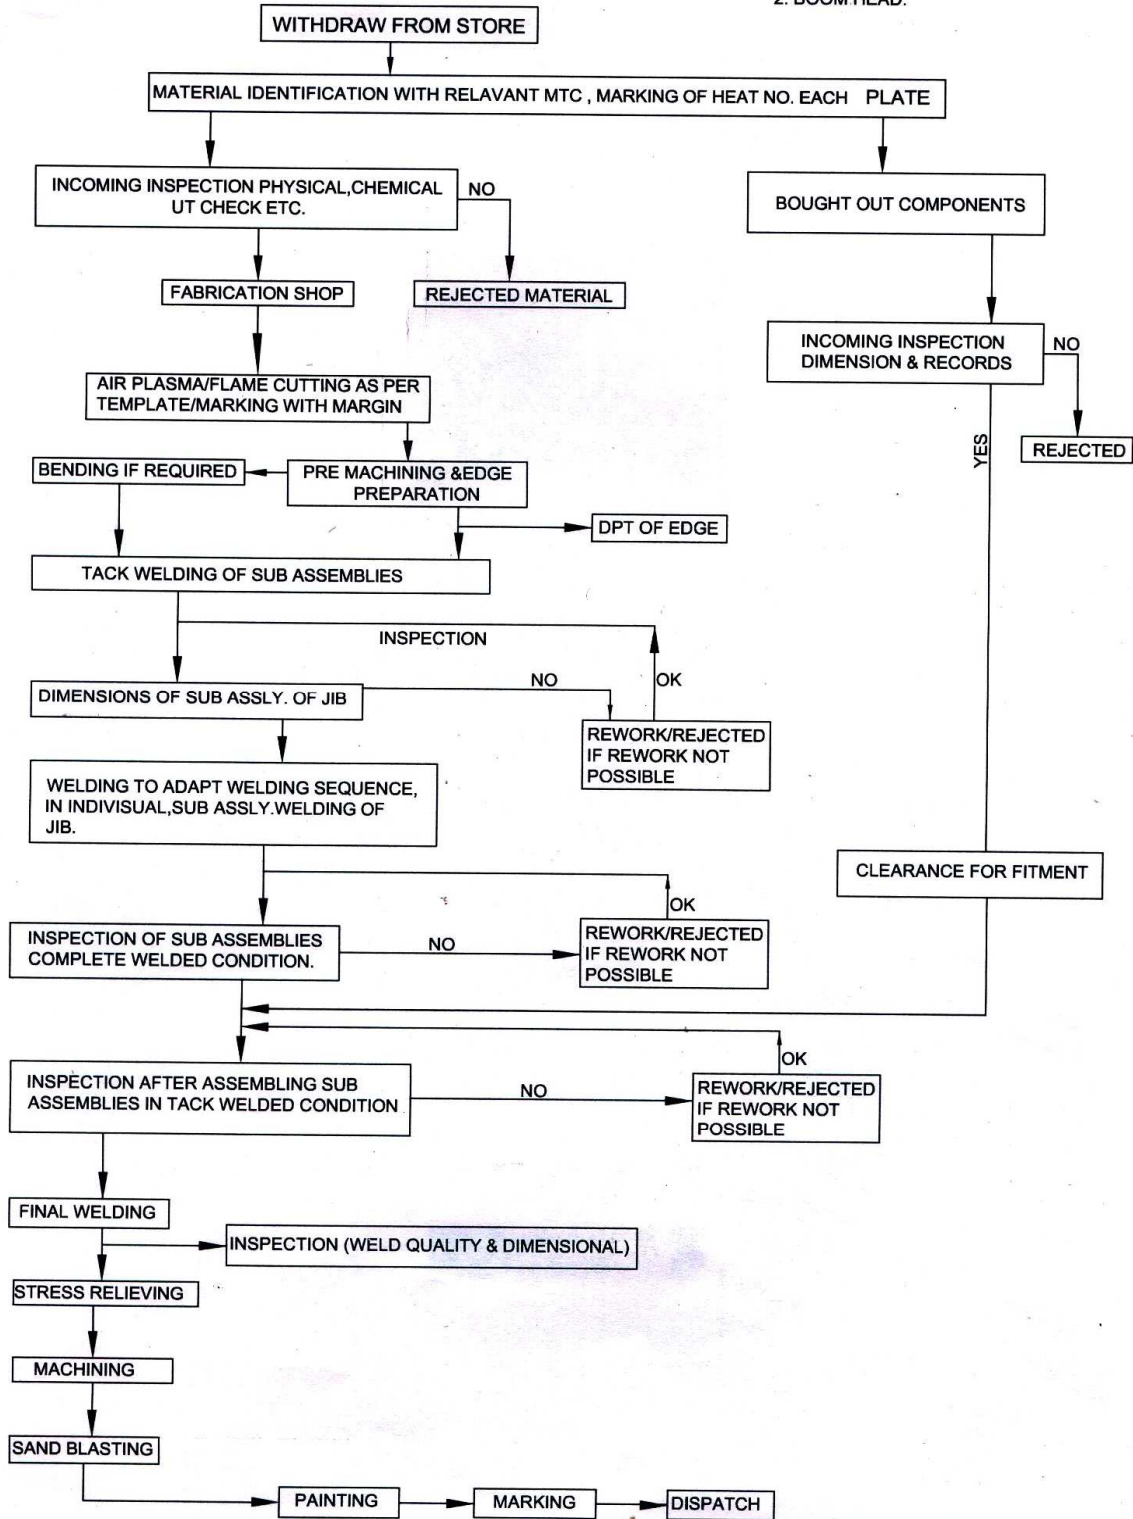 2. BOOM HEAD.
WITHDRAW FROM STORE
MATERIAL IDENTIFICATION WITH RELAVANT MTC , MARKING OF HEAT NO. EACH PLATE
INCOMING INSPECTION PHYSICAL,CHEMICAL
UT CHECK ETC.
NO
BOUGHT OUT COMPONENTS
FABRICATION SHOP
REJECTED MATERIAL
INCOMING INSPECTION
DIMENSION & RECORDS
NO
AIR PLASMA/FLAME CUTTING AS PER
TEMPLATE/MARKING WITH MARGIN
YES
REJECTED
BENDING IF REQUIRED
PRE MACHINING &EDGE
PREPARATION
DPT OF EDGE
TACK WELDING OF SUB ASSEMBLIES
INSPECTION
NO
OK
DIMENSIONS OF SUB ASSLY. OF JIB
REWORK/REJECTED
IF REWORK NOT
POSSIBLE
WELDING TO ADAPT WELDING SEQUENCE,
IN INDIVISUAL,SUB ASSLY.WELDING OF
JIB.
CLEARANCE FOR FITMENT
OK
INSPECTION OF SUB ASSEMBLIES
COMPLETE WELDED CONDITION.
NO
REWORK/REJECTED
IF REWORK NOT
POSSIBLE
OK
INSPECTION AFTER ASSEMBLING SUB
ASSEMBLIES IN TACK WELDED CONDITION
NO
REWORK/REJECTED
IF REWORK NOT
POSSIBLE
FINAL WELDING
INSPECTION (WELD QUALITY & DIMENSIONAL)
STRESS RELIEVING
MACHINING
SAND BLASTING
PAINTING
MARKING
DISPATCH